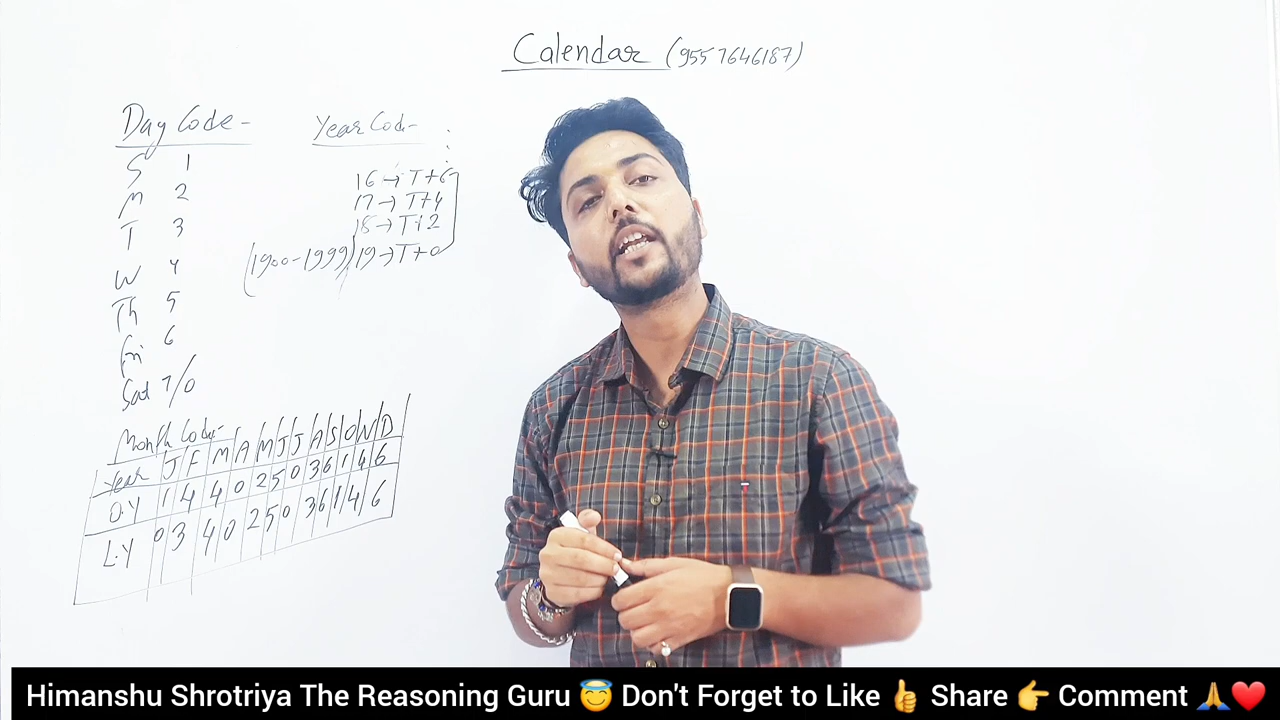 Calendar (9557646187)
Day Code-
S 1
M 2
T 3
W 4
Th 5
Fri 6
Sat 7/0
Year Code-
16 → T+6
17 → T+4
18 → T+2
(1900-1999) 19 → T+0
Month Code-
Year J F M A M J J A S O N D
O.Y 1 4 4 0 2 5 0 3 6 1 4 6
L.Y 0 3 4 0 2 5 0 3 6 1 4 6
Himanshu Shrotriya The Reasoning Guru 😇 Don't Forget to Like 👍 Share 👉 Comment 🙏❤️